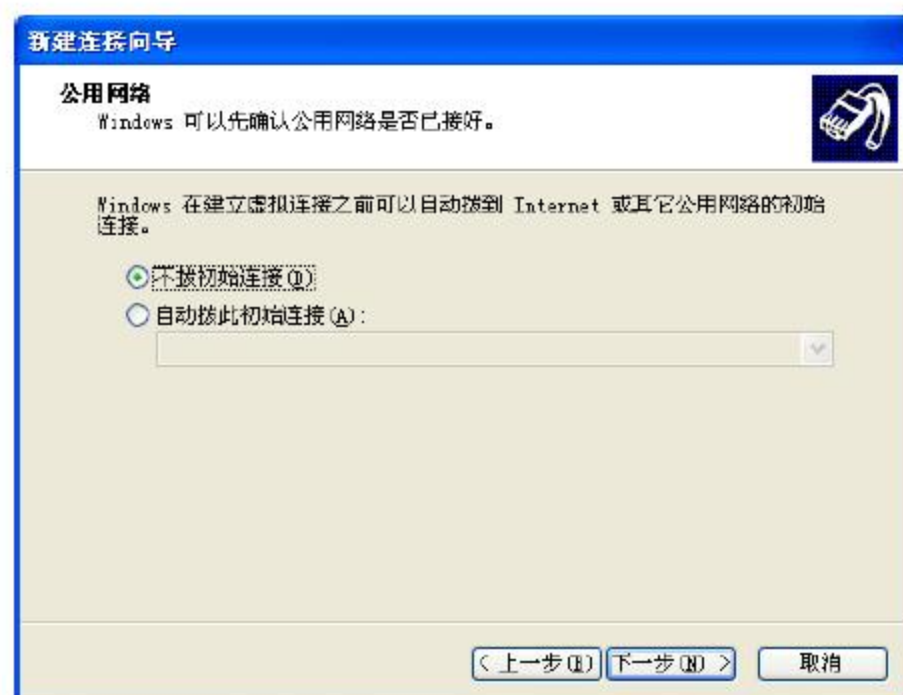 新建连接向导
公用网络
Windows 可以先确认公用网络是否已接好。
Windows 在建立虚拟连接之前可以自动拨到 Internet 或其它公用网络的初始
连接。
不拨初始连接(D)
自动拨此初始连接(A):
< 上一步(B) 下一步(N) > 取消